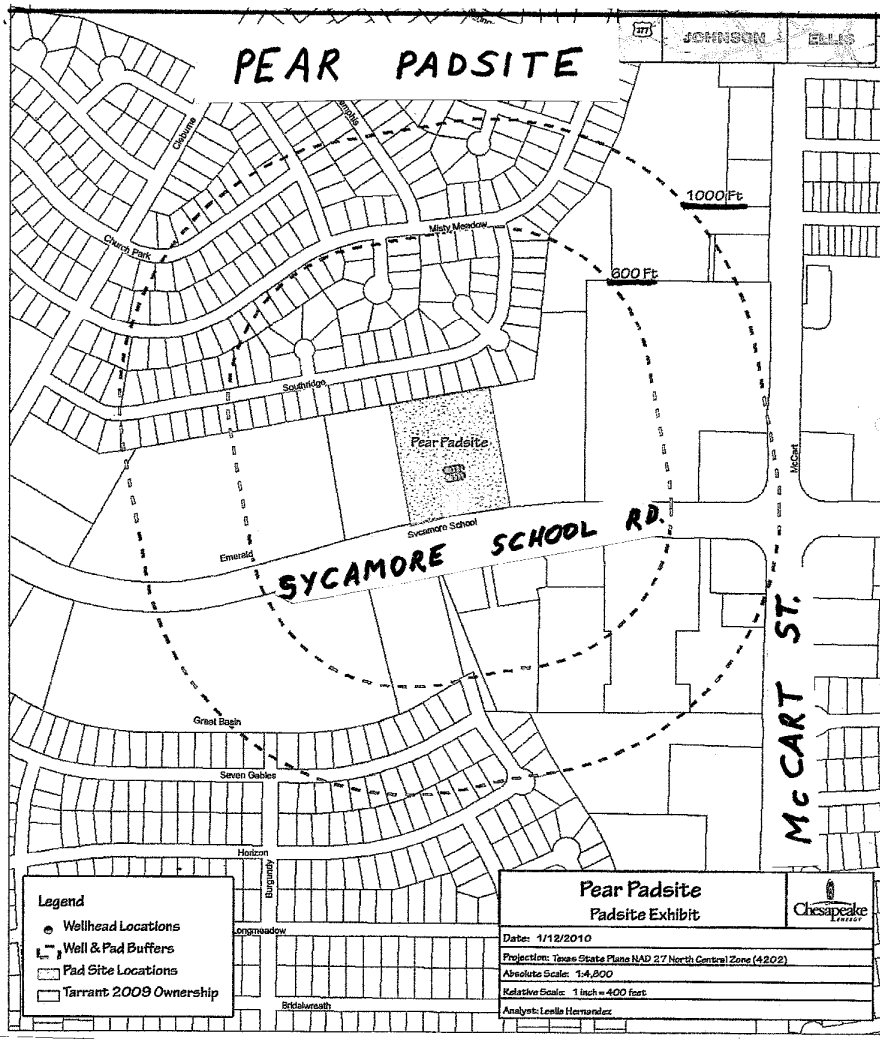 377
JOHNSON
ELLIS
PEAR PADSITE
Cleburne
Memphis
1000 Ft
Misty Meadow
Church Park
600 Ft
Southridge
Pear Padsite
McCart
Sycamore School
Emerald
SYCAMORE SCHOOL RD.
McCART ST.
Great Basin
Seven Gables
Horizon
Burgundy
Longmeadow
Bridalwreath
Legend
Wellhead Locations
Well & Pad Buffers
Pad Site Locations
Tarrant 2009 Ownership
Pear Padsite
Padsite Exhibit
Chesapeake
ENERGY
Date: 1/12/2010
Projection: Texas State Plane NAD 27 North Central Zone (4202)
Absolute Scale: 1:4,800
Relative Scale: 1 inch = 400 feet
Analyst: Leslie Hernandez